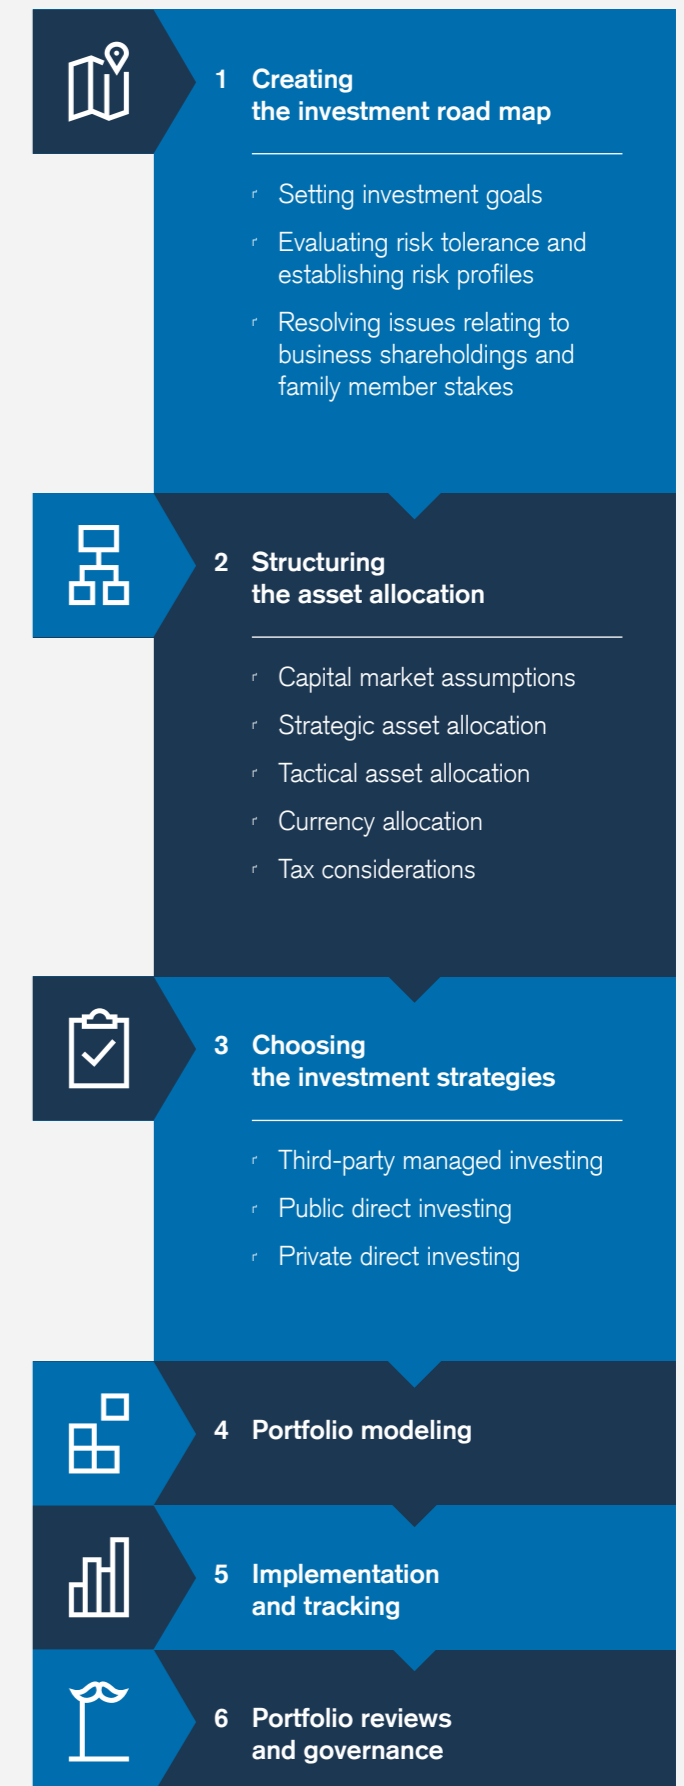 1 Creating
the investment road map
r Setting investment goals
r Evaluating risk tolerance and
establishing risk profiles
r Resolving issues relating to
business shareholdings and
family member stakes
2 Structuring
the asset allocation
r Capital market assumptions
r Strategic asset allocation
r Tactical asset allocation
r Currency allocation
r Tax considerations
3 Choosing
the investment strategies
r Third-party managed investing
r Public direct investing
r Private direct investing
4 Portfolio modeling
5 Implementation
and tracking
6 Portfolio reviews
and governance